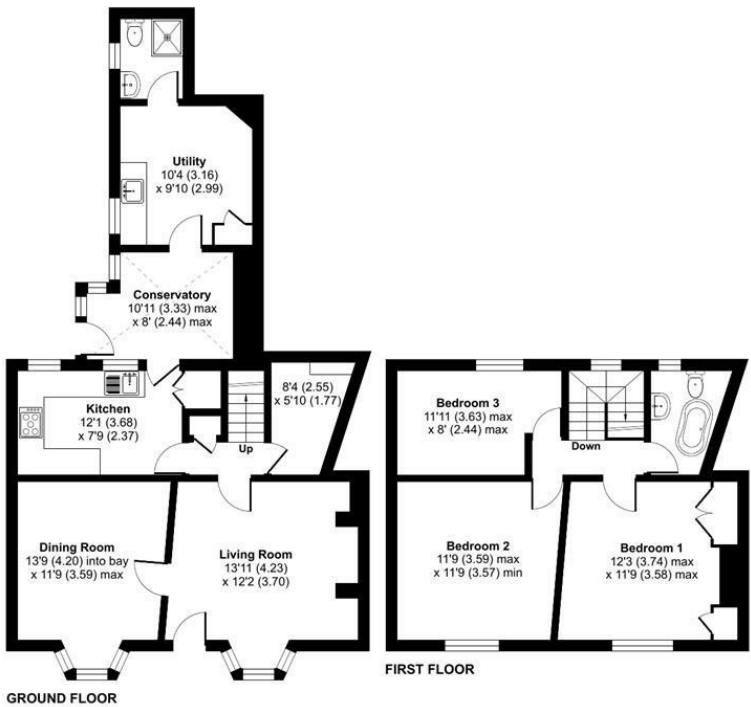 Utility
10'4 (3.16)
x 9'10 (2.99)
Conservatory
10'11 (3.33) max
x 8' (2.44) max
Kitchen
12'1 (3.68)
x 7'9 (2.37)
Up
8'4 (2.55)
x 5'10 (1.77)
Dining Room
13'9 (4.20) into bay
x 11'9 (3.59) max
Living Room
13'11 (4.23)
x 12'2 (3.70)
GROUND FLOOR
Bedroom 3
11'11 (3.63) max
x 8' (2.44) max
Down
Bedroom 2
11'9 (3.59) max
x 11'9 (3.57) min
Bedroom 1
12'3 (3.74) max
x 11'9 (3.58) max
FIRST FLOOR